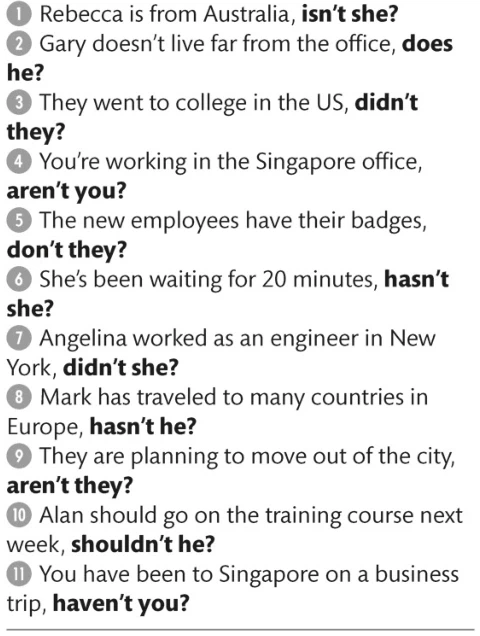 1 Rebecca is from Australia, isn’t she?
2 Gary doesn’t live far from the office, does
he?
3 They went to college in the US, didn’t
they?
4 You’re working in the Singapore office,
aren’t you?
5 The new employees have their badges,
don’t they?
6 She’s been waiting for 20 minutes, hasn’t
she?
7 Angelina worked as an engineer in New
York, didn’t she?
8 Mark has traveled to many countries in
Europe, hasn’t he?
9 They are planning to move out of the city,
aren’t they?
10 Alan should go on the training course next
week, shouldn’t he?
11 You have been to Singapore on a business
trip, haven’t you?